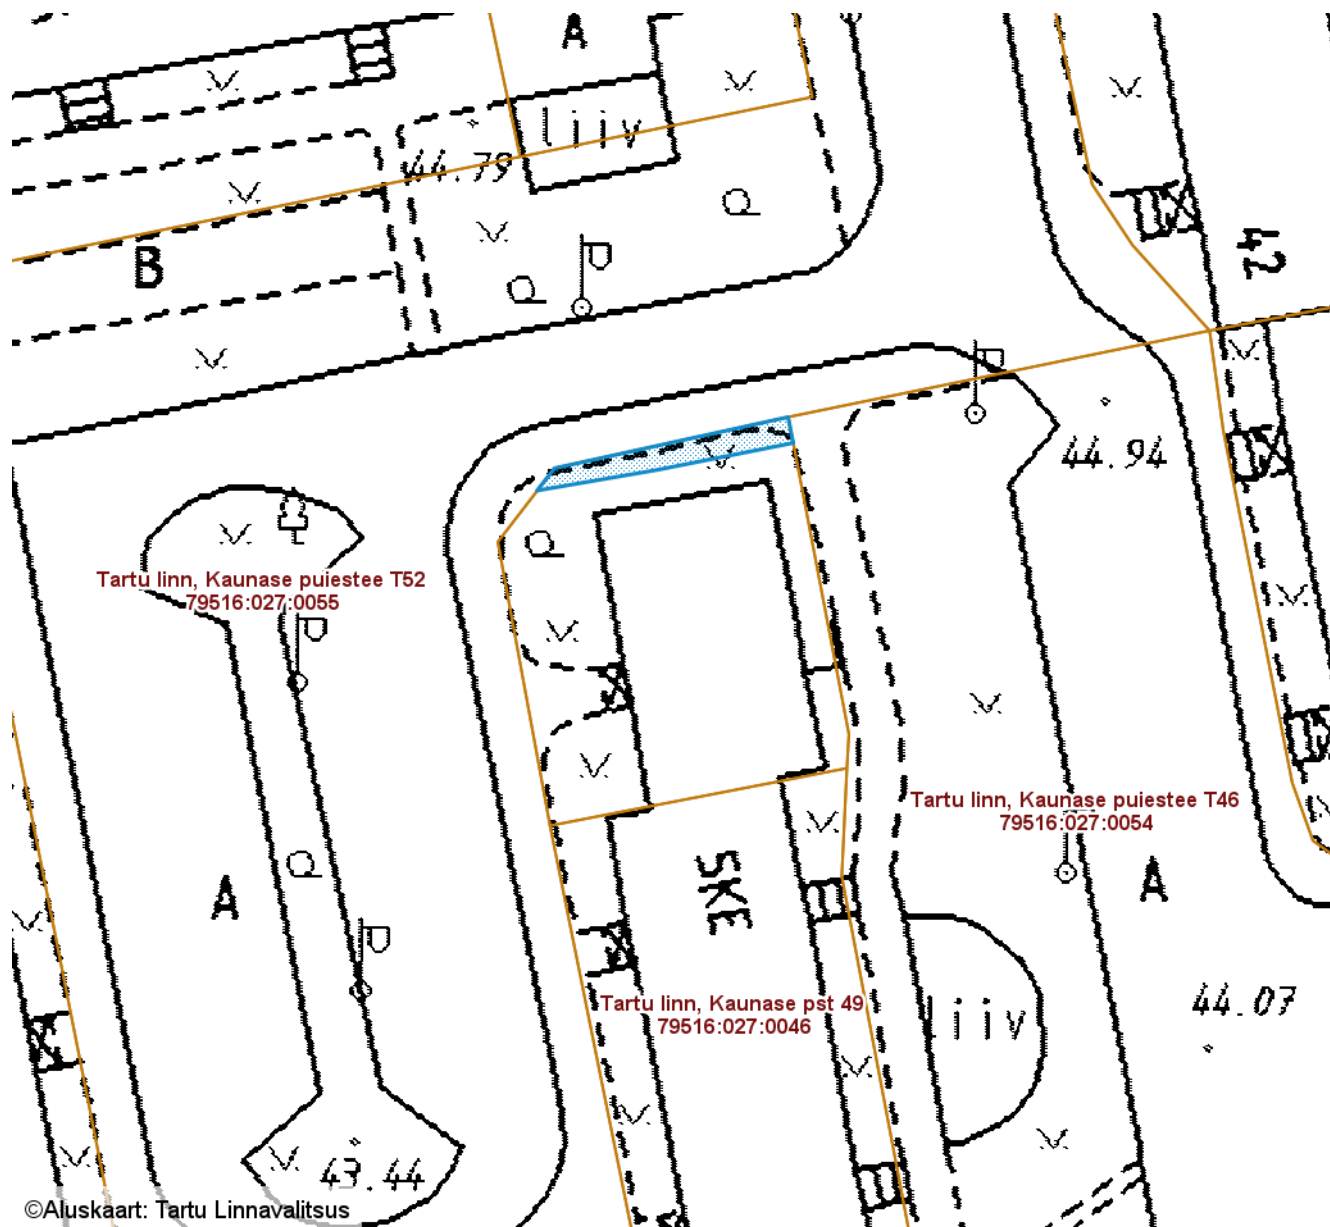 A
liiv
44.79
B
42
44.94
Tartu linn, Kaunase puiestee T52
79516:027:0055
Tartu linn, Kaunase puiestee T46
79516:027:0054
SKE
A
A
Tartu linn, Kaunase pst 49
79516:027:0046
liiv
44.07
43.44
©Aluskaart: Tartu Linnavalitsus